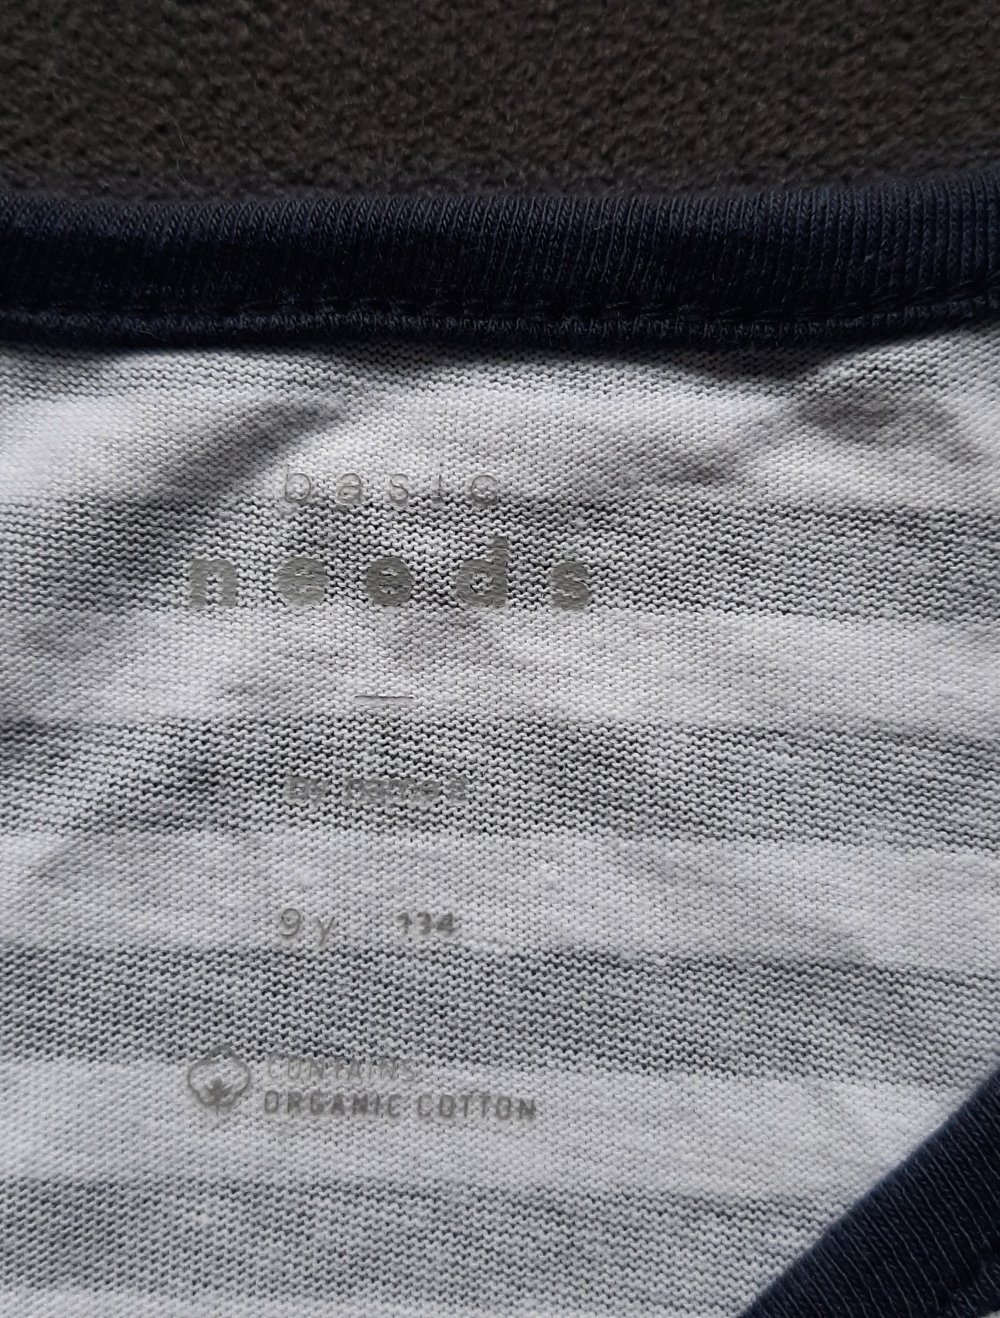 basic
needs
By name it
9y 134
CONTAINS
ORGANIC COTTON